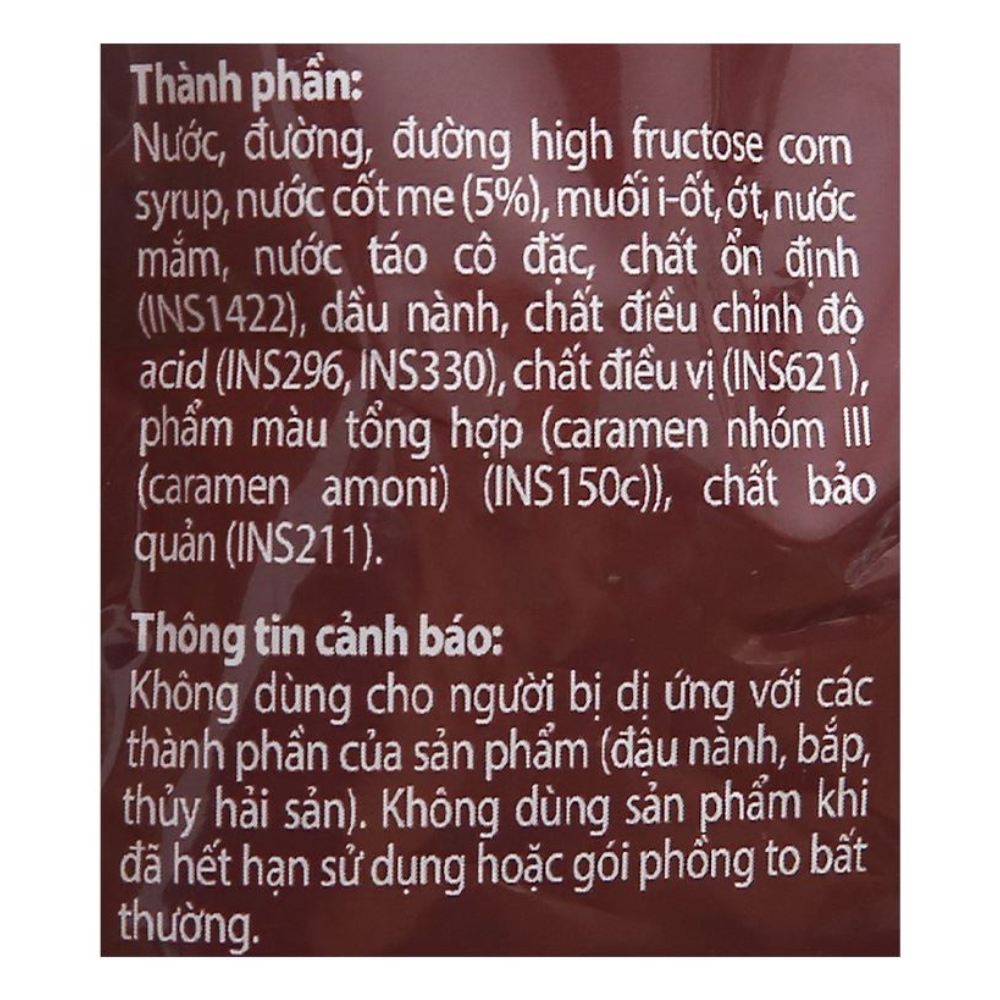 Thành phần:
Nước, đường, đường high fructose corn
syrup, nước cốt me (5%), muối i-ốt, ớt, nước
mắm, nước táo cô đặc, chất ổn định
(INS1422), dầu nành, chất điều chỉnh độ
acid (INS296, INS330), chất điều vị (INS621),
phẩm màu tổng hợp (caramen nhóm III
(caramen amoni) (INS150c)), chất bảo
quản (INS211).
Thông tin cảnh báo:
Không dùng cho người bị dị ứng với các
thành phần của sản phẩm (đậu nành, bắp,
thủy hải sản). Không dùng sản phẩm khi
đã hết hạn sử dụng hoặc gói phồng to bất
thường.